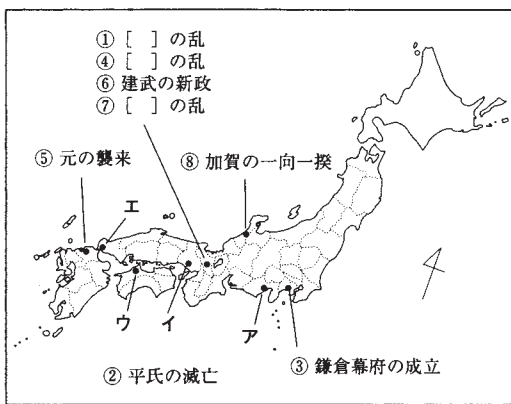 ① [　] の乱
④ [　] の乱
⑥ 建武の新政
⑦ [　] の乱
⑤ 元の襲来
⑧ 加賀の一向一揆
エ
ウ
イ
ア
② 平氏の滅亡
③ 鎌倉幕府の成立